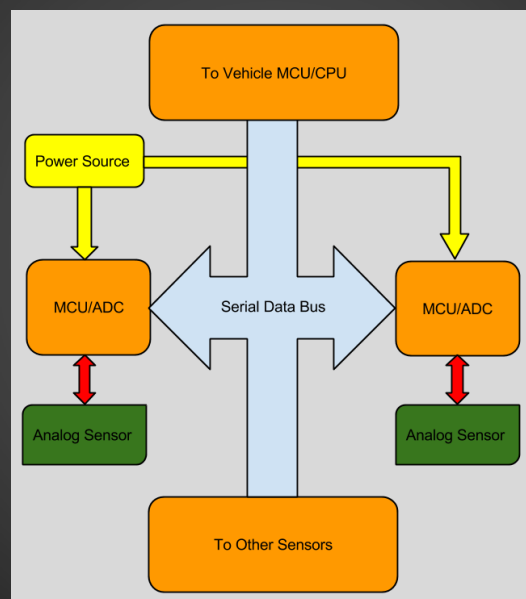 To Vehicle MCU/CPU
Power Source
MCU/ADC
Serial Data Bus
MCU/ADC
Analog Sensor
Analog Sensor
To Other Sensors